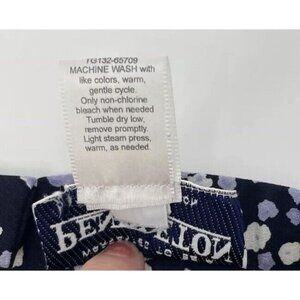 TG132-65709
MACHINE WASH with
like colors, warm,
gentle cycle.
Only non-chlorine
bleach when needed
Tumble dry low,
remove promptly.
Light steam press,
warm, as needed.